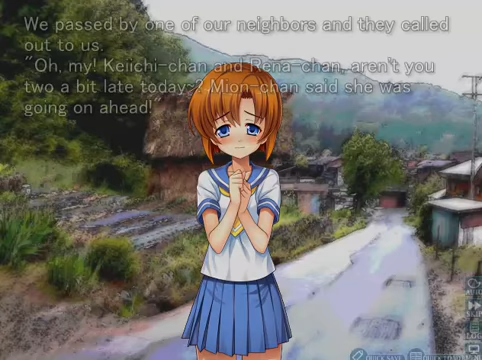 We passed by one of our neighbors and they called
out to us.
"Oh, my! Keiichi-chan and Rena-chan, aren't you
two a bit late today~? Mion-chan said she was
going on ahead!"